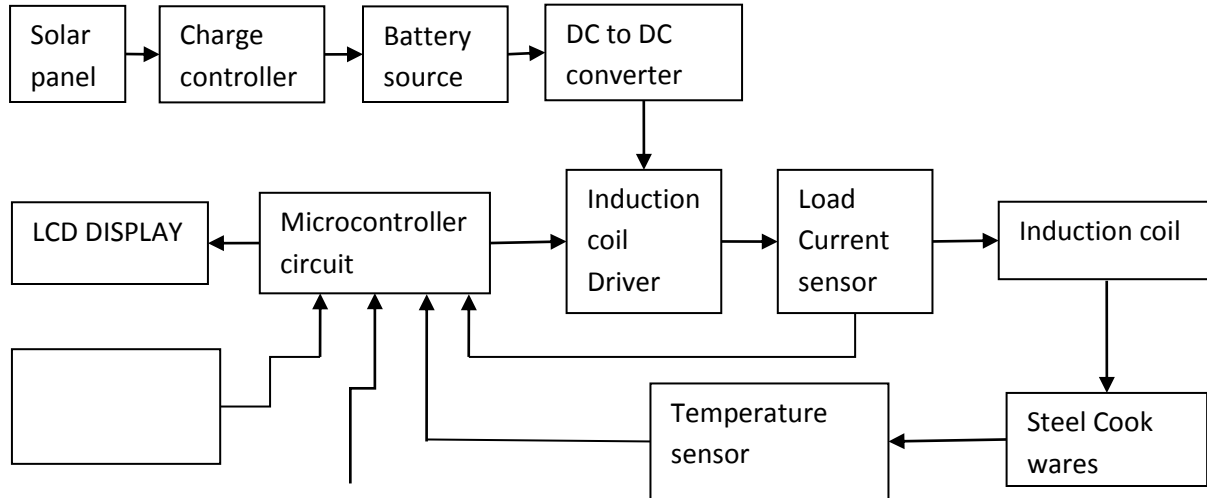 Solar
panel
Charge
controller
Battery
source
DC to DC
converter
LCD DISPLAY
Microcontroller
circuit
Induction
coil
Driver
Load
Current
sensor
Induction coil
Temperature
sensor
Steel Cook
wares